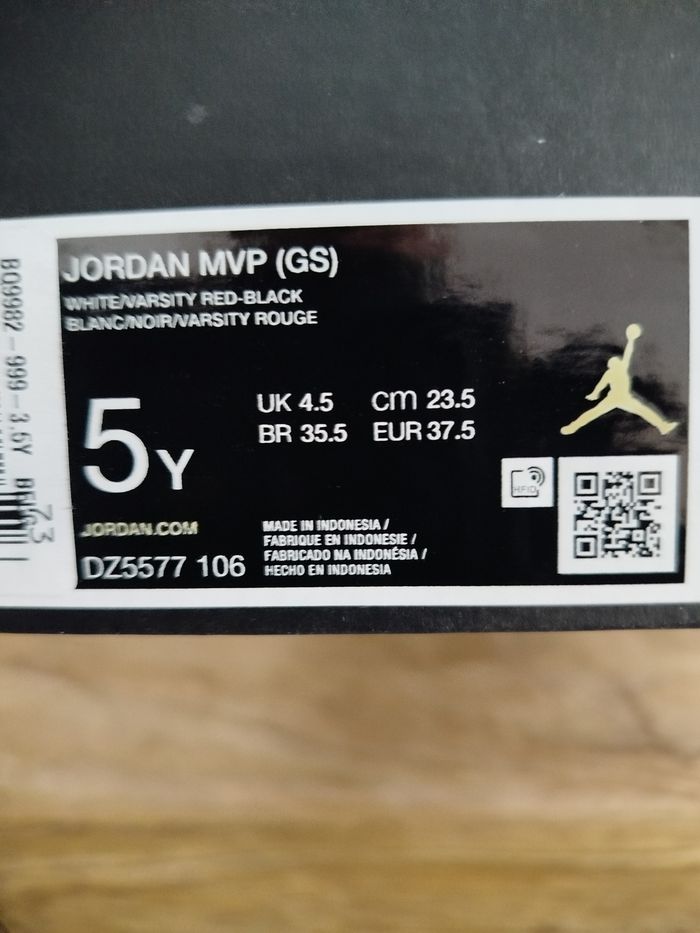 JORDAN MVP (GS)
WHITE/VARSITY RED-BLACK
BLANC/NOIR/VARSITY ROUGE
5Y
UK 4.5 cm 23.5
BR 35.5 EUR 37.5
RFID
JORDAN.COM
DZ5577 106
MADE IN INDONESIA /
FABRIQUE EN INDONESIE /
FABRICADO NA INDONÉSIA /
HECHO EN INDONESIA
BQ9982-999-3.5Y
73